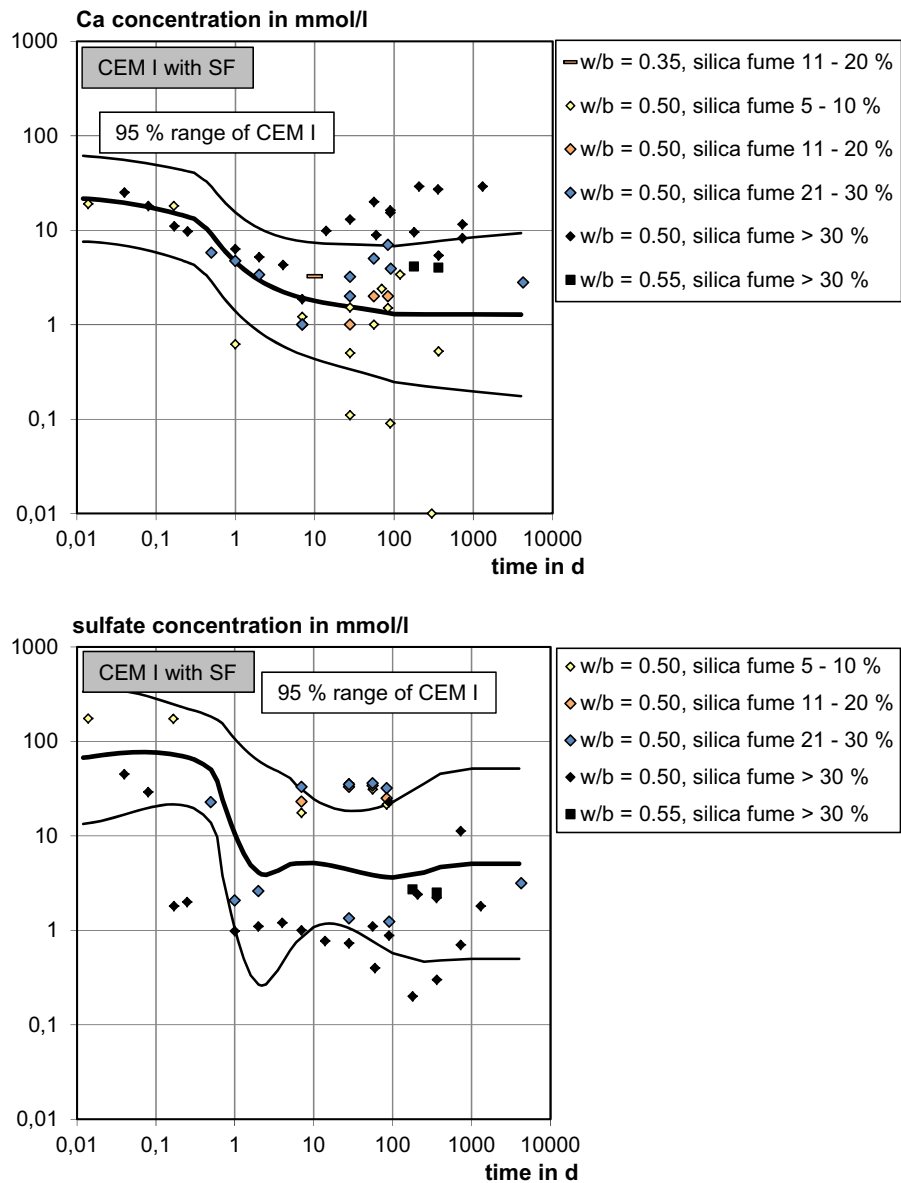 Ca concentration in mmol/l
1000
CEM I with SF
95 % range of CEM I
100
10
1
0,1
0,01
0,01 0,1 1 10 100 1000 10000
time in d
w/b = 0.35, silica fume 11 - 20 %
w/b = 0.50, silica fume 5 - 10 %
w/b = 0.50, silica fume 11 - 20 %
w/b = 0.50, silica fume 21 - 30 %
w/b = 0.50, silica fume > 30 %
w/b = 0.55, silica fume > 30 %
sulfate concentration in mmol/l
1000
CEM I with SF
95 % range of CEM I
100
10
1
0,1
0,01
0,01 0,1 1 10 100 1000 10000
time in d
w/b = 0.50, silica fume 5 - 10 %
w/b = 0.50, silica fume 11 - 20 %
w/b = 0.50, silica fume 21 - 30 %
w/b = 0.50, silica fume > 30 %
w/b = 0.55, silica fume > 30 %